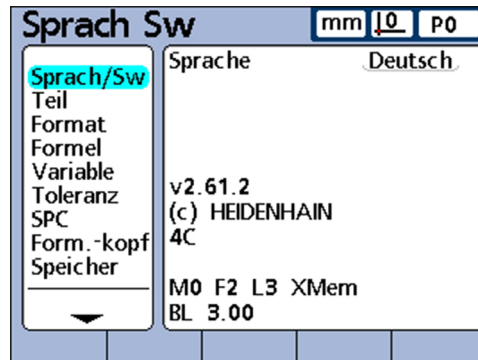 Sprach Sw
mm 0 P0
Sprach/Sw
Teil
Format
Formel
Variable
Toleranz
SPC
Form.-kopf
Speicher
Sprache Deutsch
v2.61.2
(c) HEIDENHAIN
4C
M0 F2 L3 XMem
BL 3.00